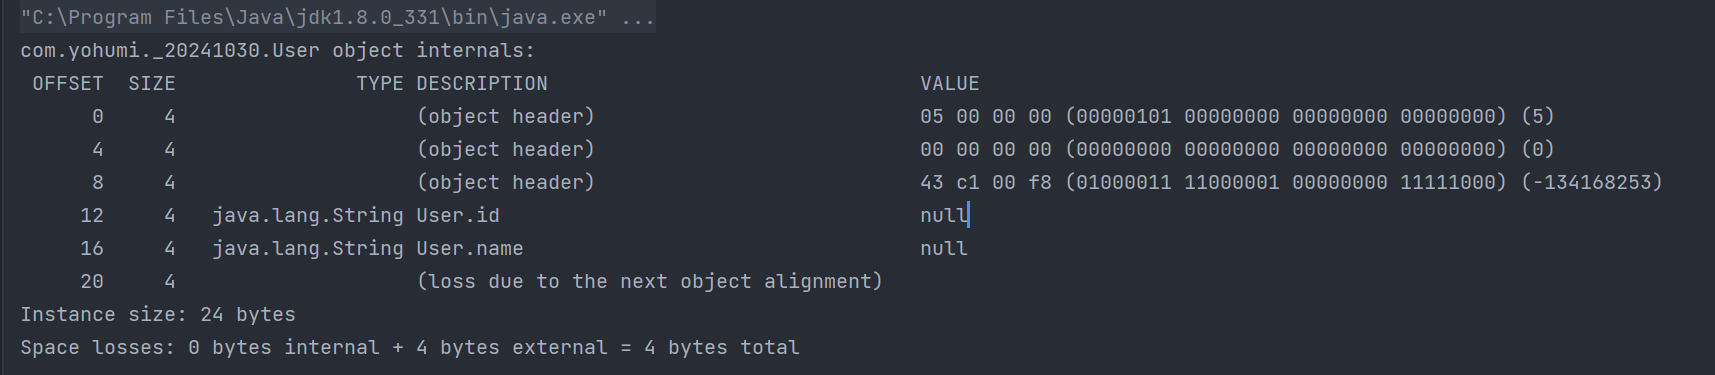 "C:\Program Files\Java\jdk1.8.0_331\bin\java.exe" ...
com.yohumi._20241030.User object internals:
 OFFSET  SIZE               TYPE DESCRIPTION                               VALUE
      0     4                    (object header)                           05 00 00 00 (00000101 00000000 00000000 00000000) (5)
      4     4                    (object header)                           00 00 00 00 (00000000 00000000 00000000 00000000) (0)
      8     4                    (object header)                           43 c1 00 f8 (01000011 11000001 00000000 11111000) (-134168253)
     12     4   java.lang.String User.id                                   null
     16     4   java.lang.String User.name                                 null
     20     4                    (loss due to the next object alignment)
Instance size: 24 bytes
Space losses: 0 bytes internal + 4 bytes external = 4 bytes total